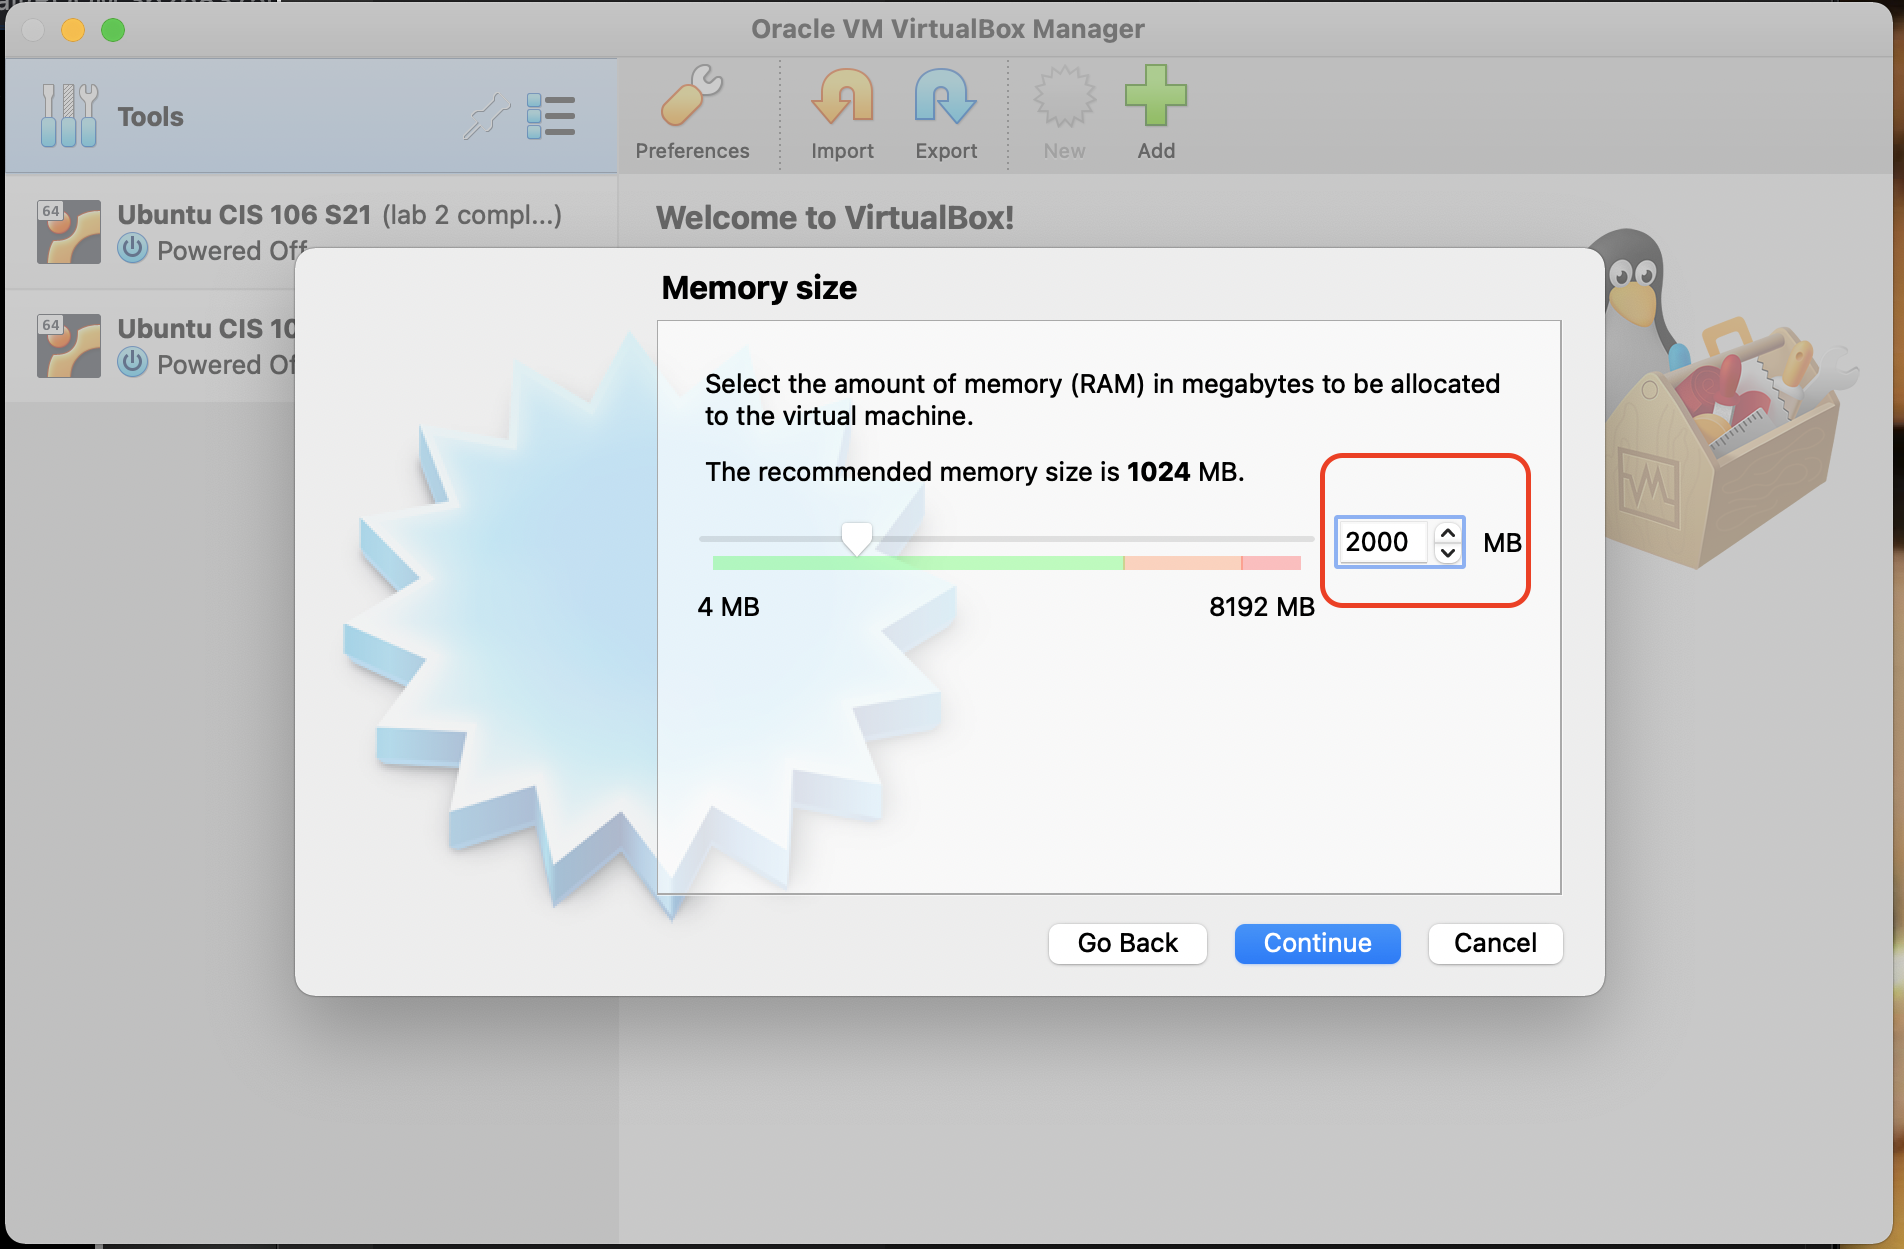 Oracle VM VirtualBox Manager
Tools
Preferences
Import
Export
New
Add
64
Ubuntu CIS 106 S21 (lab 2 compl...)
Powered Off
64
Ubuntu CIS 10
Powered Of
Welcome to VirtualBox!
Memory size
Select the amount of memory (RAM) in megabytes to be allocated
to the virtual machine.
The recommended memory size is 1024 MB.
2000 MB
4 MB
8192 MB
Go Back
Continue
Cancel